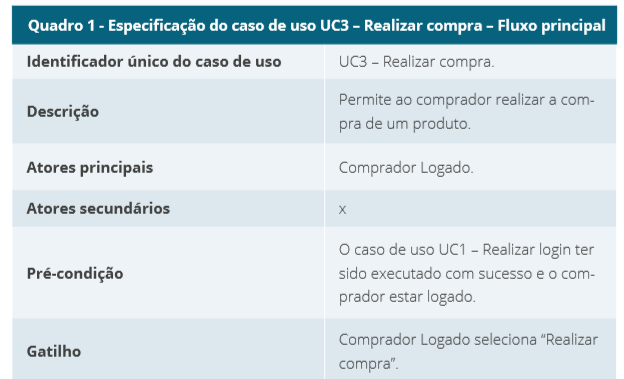 Quadro 1 - Especificação do caso de uso UC3 – Realizar compra – Fluxo principal
Identificador único do caso de uso
UC3 – Realizar compra.
Descrição
Permite ao comprador realizar a com-
pra de um produto.
Atores principais
Comprador Logado.
Atores secundários
x
Pré-condição
O caso de uso UC1 – Realizar login ter
sido executado com sucesso e o com-
prador estar logado.
Gatilho
Comprador Logado seleciona “Realizar
compra”.